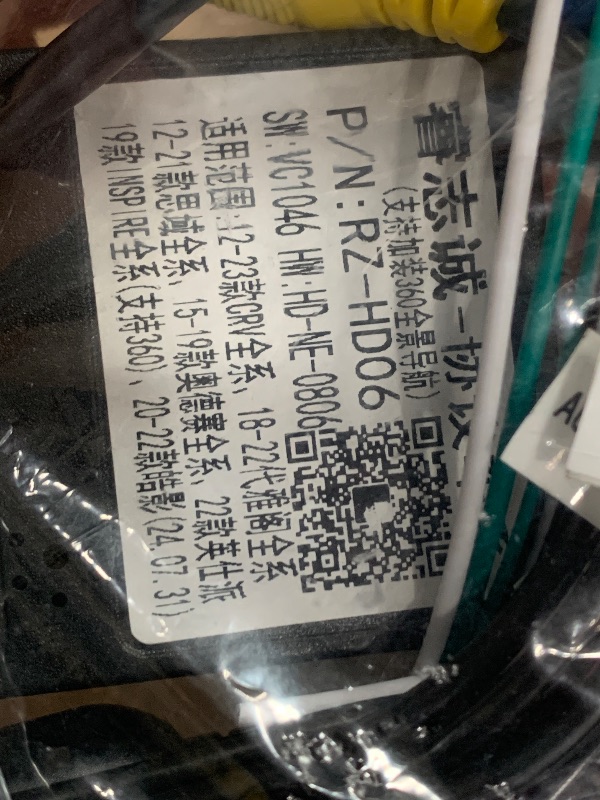 睿志诚-协议
(支持加装360全景导航)
P/N:RZ-HD06
SW:VC1046 HW:HD-NE-0806
适用范围:12-23款CRV全系、18-22代雅阁全系
12-21款思域全系、15-19款奥德赛全系、22款英仕派
19款INSPIRE全系(支持360)、20-22款皓影(24.07.31)